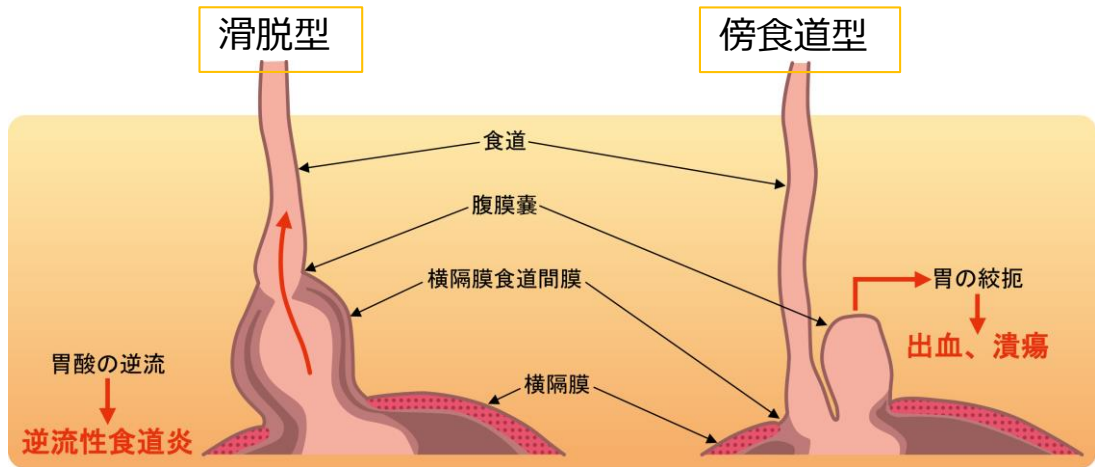 滑脱型
傍食道型
食道
腹膜嚢
横隔膜食道間膜
横隔膜
胃酸の逆流
逆流性食道炎
胃の絞扼
出血、潰瘍